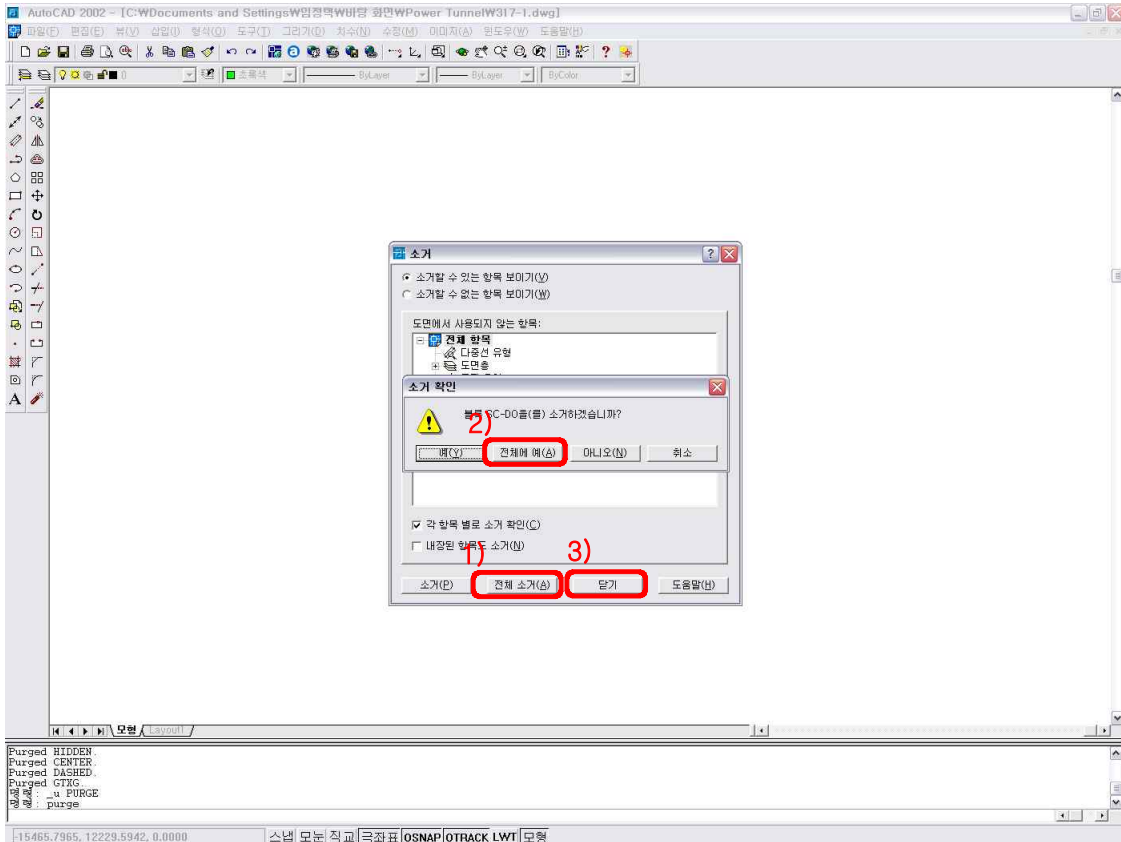 AutoCAD 2002 - [C:\Documents and Settings\임정맥\바탕 화면\Power Tunnel\317-1.dwg]
파일(F) 편집(E) 뷰(V) 삽입(I) 형식(O) 도구(T) 그리기(D) 치수(N) 수정(M) 이미지(A) 윈도우(W) 도움말(H)
0 초록색 ByLayer ByLayer ByColor
소거
소거할 수 있는 항목 보이기(V)
소거할 수 없는 항목 보이기(W)
도면에서 사용되지 않는 항목:
전체 항목
다중선 유형
도면층
소거 확인
SC-DO을(를) 소거하겠습니까?
2)
예(Y) 전체에 예(A) 아니오(N) 취소
각 항목 별로 소거 확인(C)
내장된 항목도 소거(N)
1) 3)
소거(P) 전체 소거(A) 닫기 도움말(H)
모형 Layout1
Purged HIDDEN.
Purged CENTER.
Purged DASHED.
Purged GTXG.
명령: _u PURGE
명령: purge
-15465.7965, 12229.5942, 0.0000 스냅 모눈 직교 극좌표 OSNAP OTRACK LWT 모형